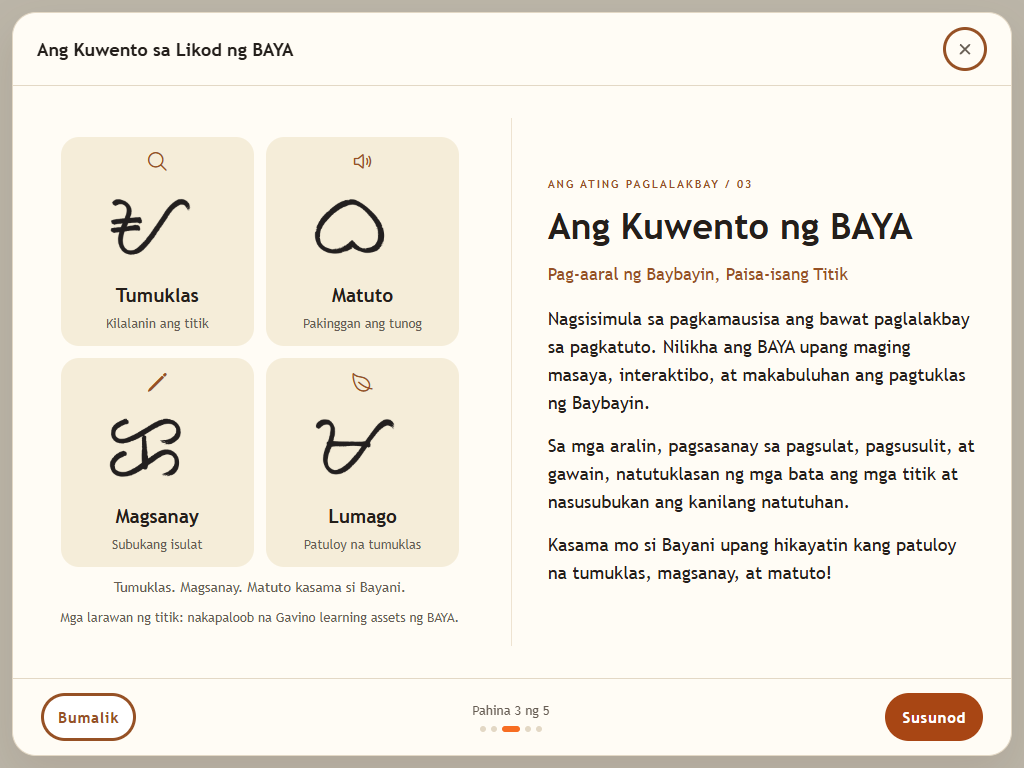 Ang Kuwento sa Likod ng BAYA
ᜀ
Tumuklas
Kilalanin ang titik
ᜊ
Matuto
Pakinggan ang tunog
ᜃ
Magsanay
Subukang isulat
ᜋ
Lumago
Patuloy na tumuklas
Tumuklas. Magsanay. Matuto kasama si Bayani.
Mga larawan ng titik: nakapaloob na Gavino learning assets ng BAYA.
ANG ATING PAGLALAKBAY / 03
Ang Kuwento ng BAYA
Pag-aaral ng Baybayin, Paisa-isang Titik
Nagsisimula sa pagkamausisa ang bawat paglalakbay
sa pagkatuto. Nilikha ang BAYA upang maging
masaya, interaktibo, at makabuluhan ang pagtuklas
ng Baybayin.
Sa mga aralin, pagsasanay sa pagsulat, pagsusulit, at
gawain, natutuklasan ng mga bata ang mga titik at
nasusubukan ang kanilang natutuhan.
Kasama mo si Bayani upang hikayatin kang patuloy
na tumuklas, magsanay, at matuto!
Bumalik
Pahina 3 ng 5
Susunod